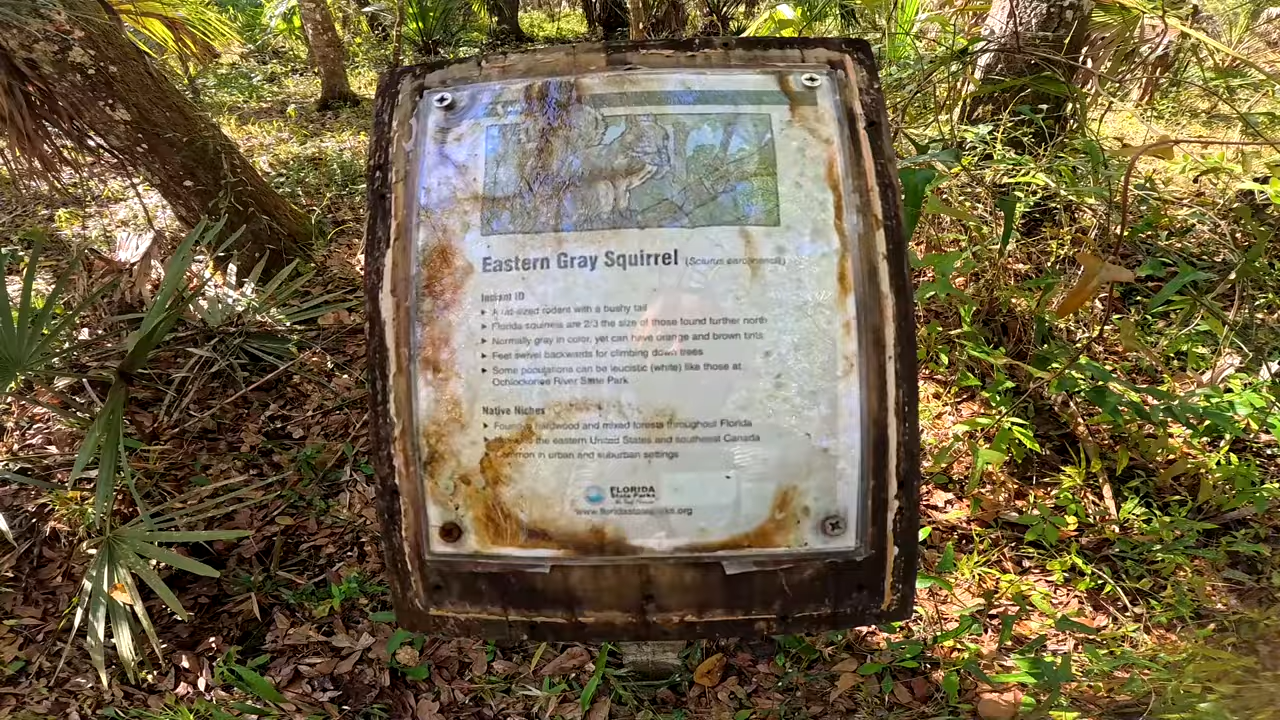 Eastern Gray Squirrel (Sciurus carolinensis)
Instant ID
▸ A rat-sized rodent with a bushy tail
▸ Florida squirrels are 2/3 the size of those found further north
▸ Normally gray in color, yet can have orange and brown tints
▸ Feet swivel backwards for climbing down trees
▸ Some populations can be leucistic (white) like those at
Ochlockonee River State Park
Native Niches
▸ Found in hardwood and mixed forests throughout Florida
the eastern United States and southeast Canada
▸ Common in urban and suburban settings
FLORIDA
State Parks
www.floridastateparks.org